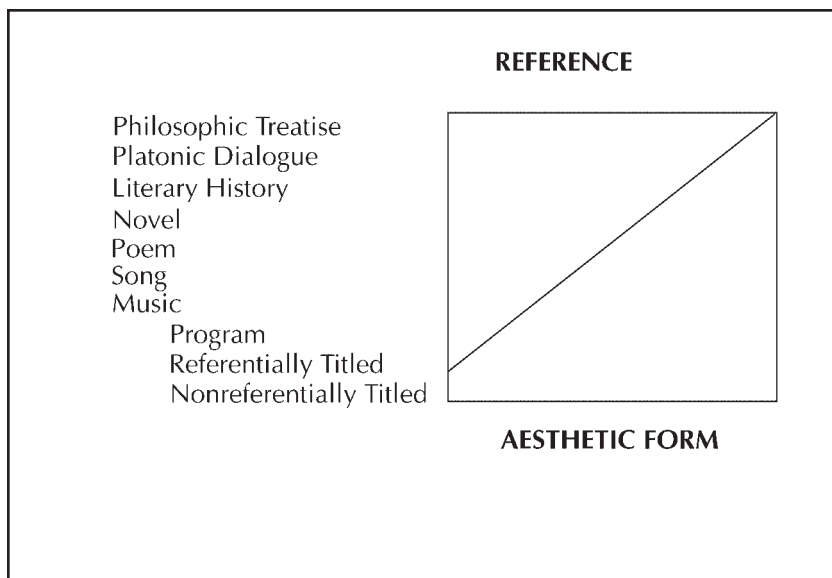 REFERENCE
Philosophic Treatise
Platonic Dialogue
Literary History
Novel
Poem
Song
Music
Program
Referentially Titled
Nonreferentially Titled
AESTHETIC FORM